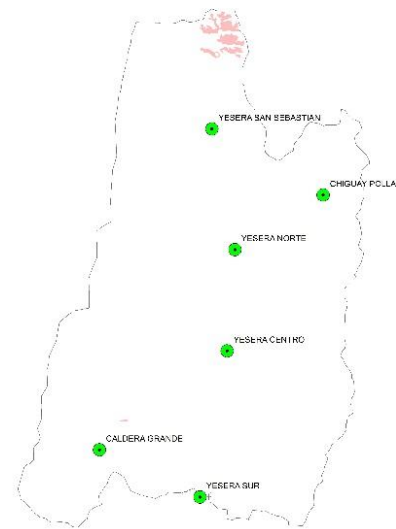 YESERA SAN SEBASTIAN
CHIGUAY POLLA
YESERA NORTE
YESERA CENTRO
CALDERA GRANDE
YESERA SUR